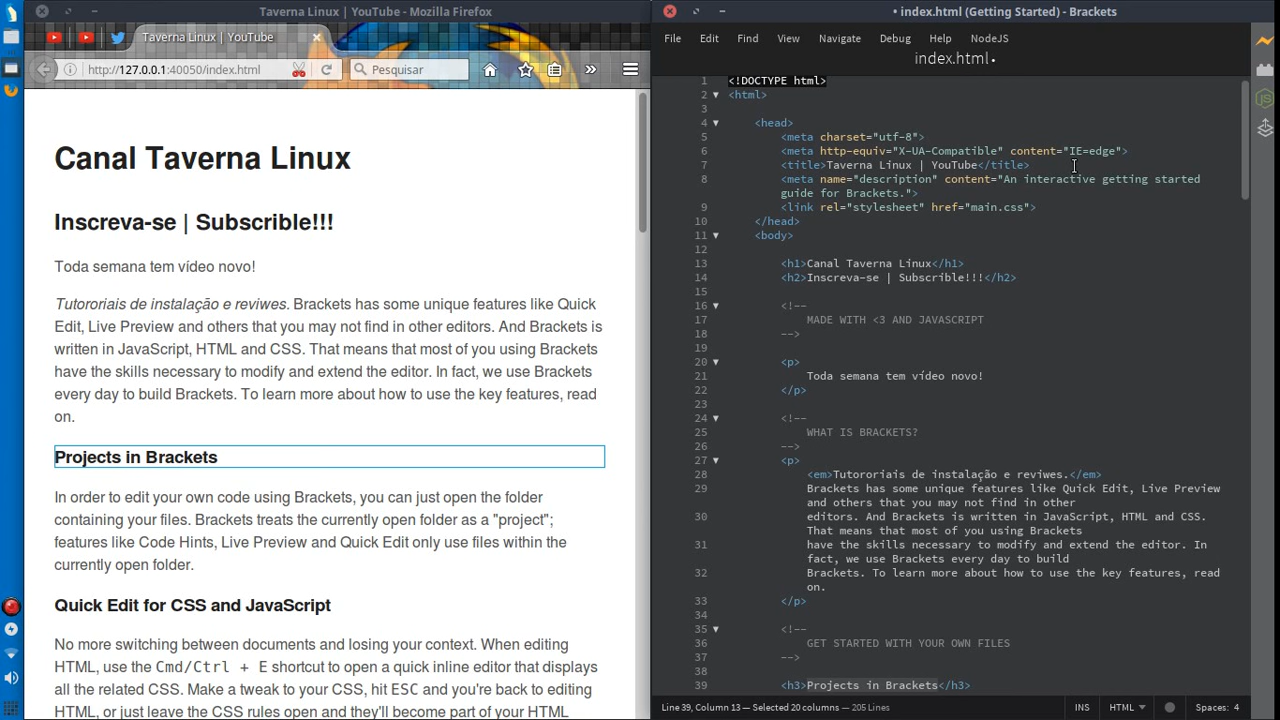 Taverna Linux | YouTube - Mozilla Firefox
Taverna Linux | YouTube
http://127.0.0.1:40050/index.html
Pesquisar
Canal Taverna Linux
Inscreva-se | Subscrible!!!
Toda semana tem vídeo novo!
Tutororiais de instalação e reviwes. Brackets has some unique features like Quick
Edit, Live Preview and others that you may not find in other editors. And Brackets is
written in JavaScript, HTML and CSS. That means that most of you using Brackets
have the skills necessary to modify and extend the editor. In fact, we use Brackets
every day to build Brackets. To learn more about how to use the key features, read
on.
Projects in Brackets
In order to edit your own code using Brackets, you can just open the folder
containing your files. Brackets treats the currently open folder as a "project";
features like Code Hints, Live Preview and Quick Edit only use files within the
currently open folder.
Quick Edit for CSS and JavaScript
No more switching between documents and losing your context. When editing
HTML, use the Cmd/Ctrl + E shortcut to open a quick inline editor that displays
all the related CSS. Make a tweak to your CSS, hit ESC and you're back to editing
HTML, or just leave the CSS rules open and they'll become part of your HTML
• index.html (Getting Started) - Brackets
File Edit Find View Navigate Debug Help NodeJS
index.html •
1 <!DOCTYPE html>
2 <html>
3
4 <head>
5 <meta charset="utf-8">
6 <meta http-equiv="X-UA-Compatible" content="IE=edge">
7 <title>Taverna Linux | YouTube</title>
8 <meta name="description" content="An interactive getting started
guide for Brackets.">
9 <link rel="stylesheet" href="main.css">
10 </head>
11 <body>
12
13 <h1>Canal Taverna Linux</h1>
14 <h2>Inscreva-se | Subscrible!!!</h2>
15
16 <!--
17 MADE WITH <3 AND JAVASCRIPT
18 -->
19
20 <p>
21 Toda semana tem vídeo novo!
22 </p>
23
24 <!--
25 WHAT IS BRACKETS?
26 -->
27 <p>
28 <em>Tutororiais de instalação e reviwes.</em>
29 Brackets has some unique features like Quick Edit, Live Preview
and others that you may not find in other
30 editors. And Brackets is written in JavaScript, HTML and CSS.
That means that most of you using Brackets
31 have the skills necessary to modify and extend the editor. In
fact, we use Brackets every day to build
32 Brackets. To learn more about how to use the key features, read
on.
33 </p>
34
35 <!--
36 GET STARTED WITH YOUR OWN FILES
37 -->
38
39 <h3>Projects in Brackets</h3>
Line 39, Column 13 — Selected 20 columns — 205 Lines
INS HTML Spaces: 4